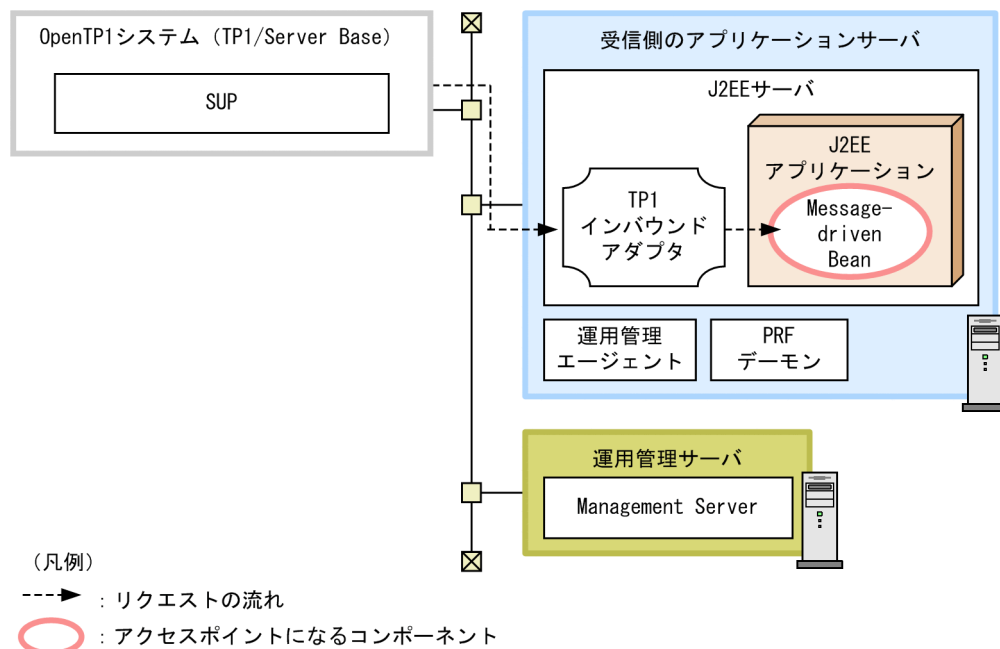 OpenTP1システム（TP1/Server Base）
SUP
受信側のアプリケーションサーバ
J2EEサーバ
J2EE
アプリケーション
TP1
インバウンド
アダプタ
Message-
driven
Bean
運用管理
エージェント
PRF
デーモン
運用管理サーバ
Management Server
（凡例）
：リクエストの流れ
：アクセスポイントになるコンポーネント